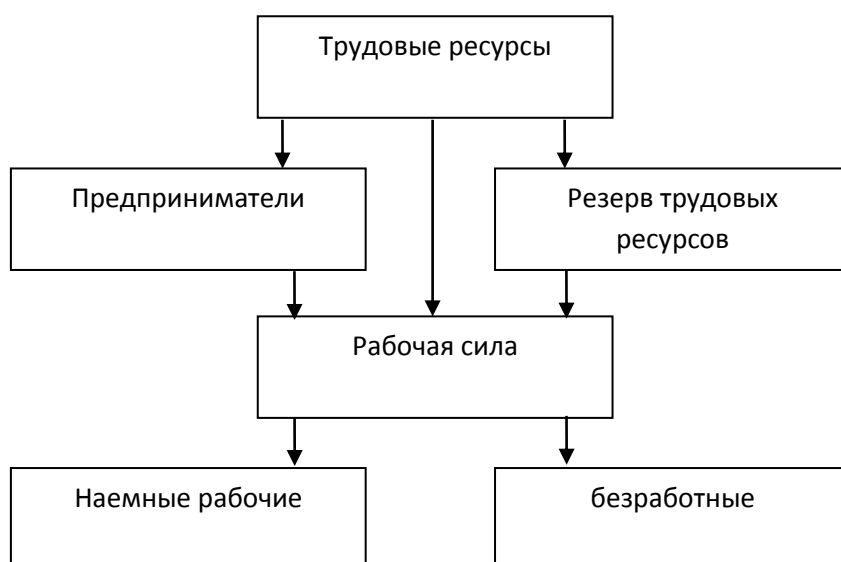 Трудовые ресурсы
Предприниматели
Резерв трудовых
ресурсов
Рабочая сила
Наемные рабочие
безработные